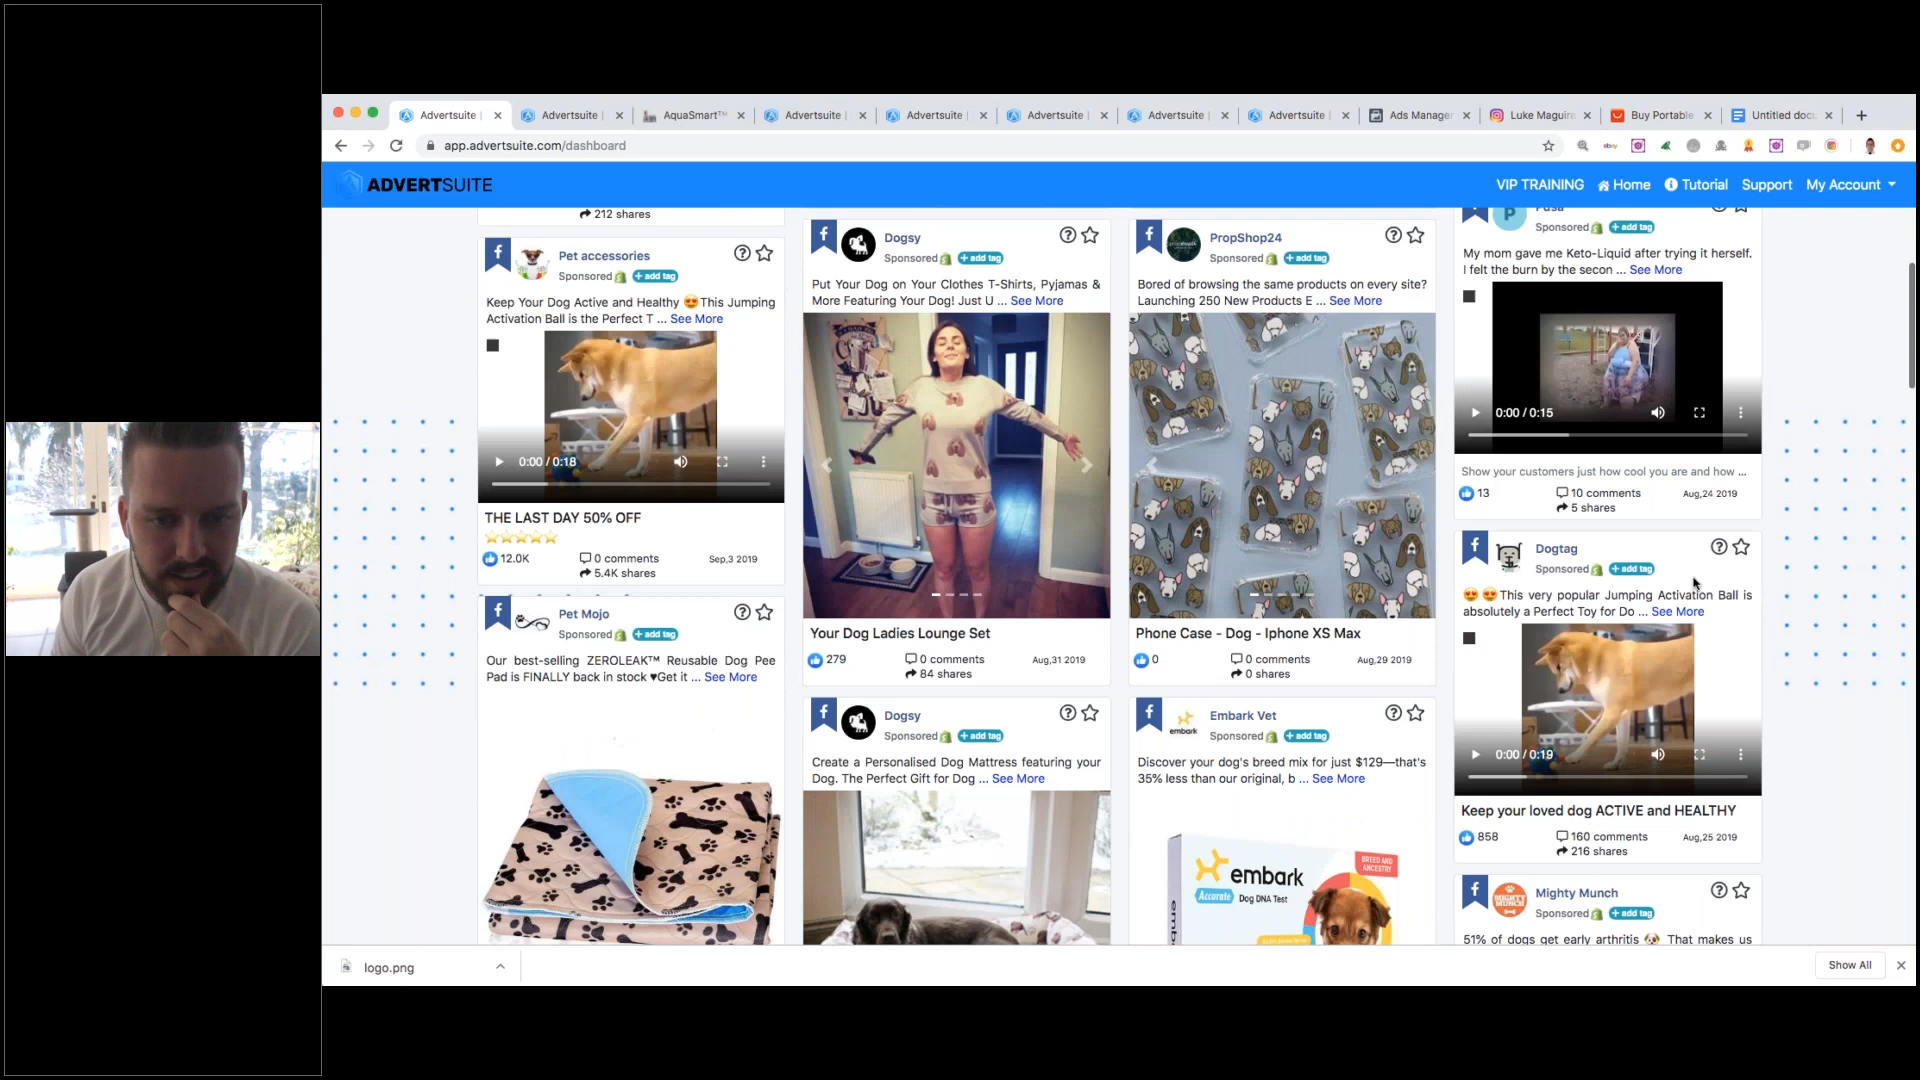 Advertsuite |
Advertsuite |
AquaSmart™
Advertsuite |
Advertsuite |
Advertsuite |
Advertsuite |
Advertsuite |
Ads Manager
Luke Maguire
Buy Portable
Untitled doc
app.advertsuite.com/dashboard
ADVERTSUITE
VIP TRAINING
Home
Tutorial
Support
My Account
212 shares
Pet accessories
Sponsored + add tag
Keep Your Dog Active and Healthy 😍This Jumping
Activation Ball is the Perfect T ... See More
0:00 / 0:18
THE LAST DAY 50% OFF
⭐⭐⭐⭐⭐
12.0K
0 comments
5.4K shares
Sep,3 2019
Pet Mojo
Sponsored + add tag
Our best-selling ZEROLEAK™ Reusable Dog Pee
Pad is FINALLY back in stock ♥Get it ... See More
Dogsy
Sponsored + add tag
Put Your Dog on Your Clothes T-Shirts, Pyjamas &
More Featuring Your Dog! Just U ... See More
Your Dog Ladies Lounge Set
279
0 comments
84 shares
Aug,31 2019
Dogsy
Sponsored + add tag
Create a Personalised Dog Mattress featuring your
Dog. The Perfect Gift for Dog ... See More
PropShop24
Sponsored + add tag
Bored of browsing the same products on every site?
Launching 250 New Products E ... See More
Phone Case - Dog - Iphone XS Max
0
0 comments
0 shares
Aug,29 2019
Embark Vet
Sponsored + add tag
Discover your dog's breed mix for just $129—that's
35% less than our original, b ... See More
embark
BREED AND
ANCESTRY
Accurate Dog DNA Test
P
Sponsored + add tag
My mom gave me Keto-Liquid after trying it herself.
I felt the burn by the secon ... See More
0:00 / 0:15
Show your customers just how cool you are and how ...
13
10 comments
5 shares
Aug,24 2019
Dogtag
Sponsored + add tag
😍😍This very popular Jumping Activation Ball is
absolutely a Perfect Toy for Do ... See More
0:00 / 0:19
Keep your loved dog ACTIVE and HEALTHY
858
160 comments
216 shares
Aug,25 2019
Mighty Munch
Sponsored + add tag
51% of dogs get early arthritis 🐶 That makes us
logo.png
Show All